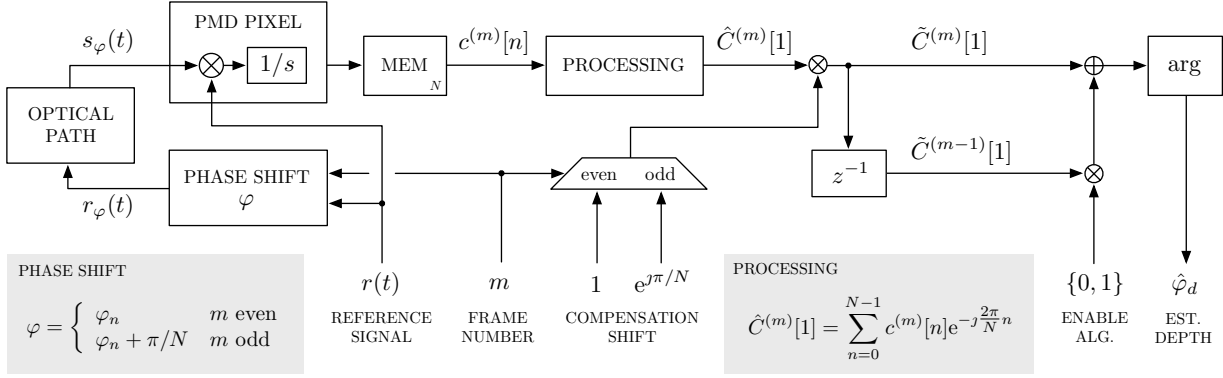 PMD PIXEL
s_φ(t)
1/s
MEM
N
c^(m)[n]
PROCESSING
Ĉ^(m)[1]
C̃^(m)[1]
arg
OPTICAL
PATH
r_φ(t)
PHASE SHIFT
φ
even odd
z^−1
C̃^(m−1)[1]
r(t)
REFERENCE
SIGNAL
m
FRAME
NUMBER
1 e^{ȷπ/N}
COMPENSATION
SHIFT
{0, 1}
ENABLE
ALG.
φ̂_d
EST.
DEPTH
PHASE SHIFT
φ = { φ_n m even
φ_n + π/N m odd
PROCESSING
Ĉ^(m)[1] = ∑_{n=0}^{N−1} c^(m)[n]e^{−ȷ\frac{2π}{N}n}